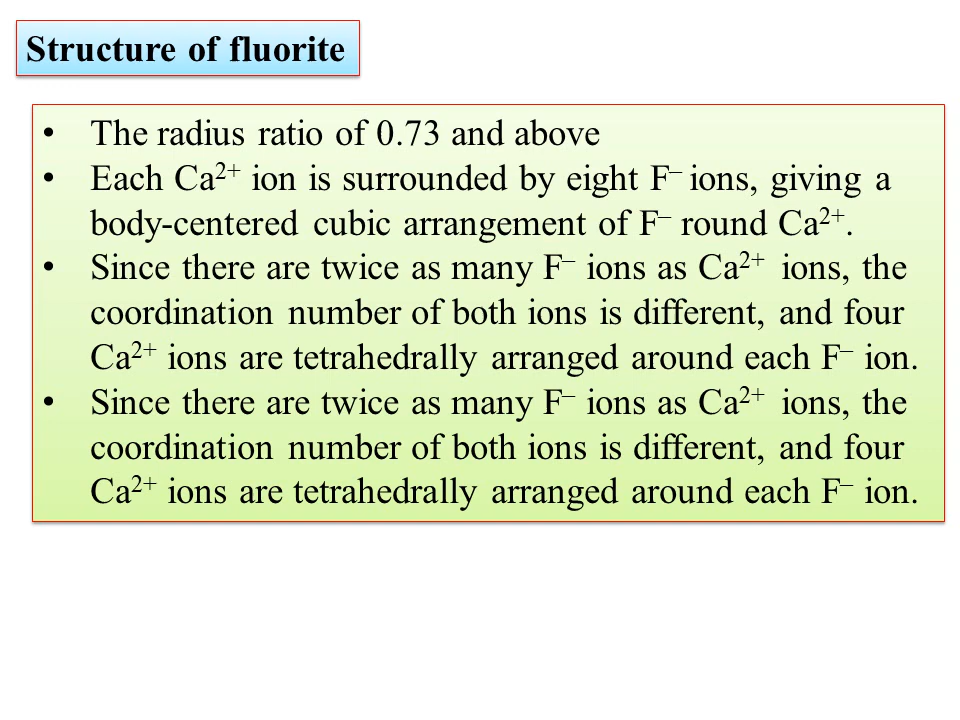 Structure of fluorite
• The radius ratio of 0.73 and above
• Each Ca²⁺ ion is surrounded by eight F⁻ ions, giving a
body-centered cubic arrangement of F⁻ round Ca²⁺.
• Since there are twice as many F⁻ ions as Ca²⁺ ions, the
coordination number of both ions is different, and four
Ca²⁺ ions are tetrahedrally arranged around each F⁻ ion.
• Since there are twice as many F⁻ ions as Ca²⁺ ions, the
coordination number of both ions is different, and four
Ca²⁺ ions are tetrahedrally arranged around each F⁻ ion.